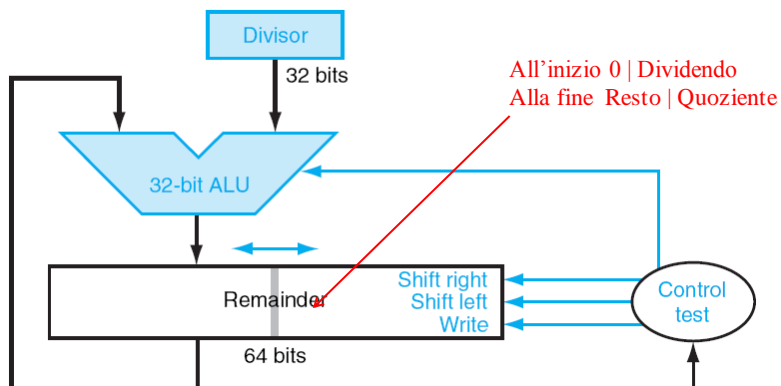 Divisor
32 bits
All'inizio 0 | Dividendo
Alla fine Resto | Quoziente
32-bit ALU
Remainder
Shift right
Shift left
Write
Control
test
64 bits